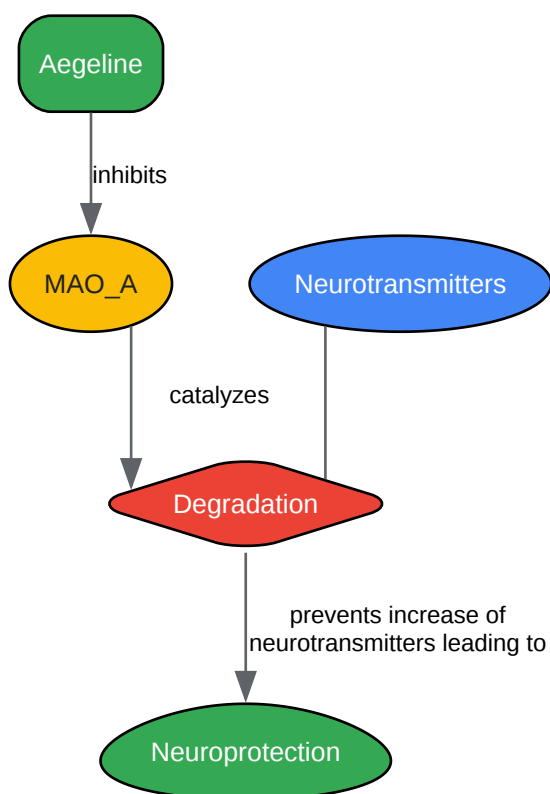 Aegeline
inhibits
MAO_A
Neurotransmitters
catalyzes
Degradation
prevents increase of
neurotransmitters leading to
Neuroprotection